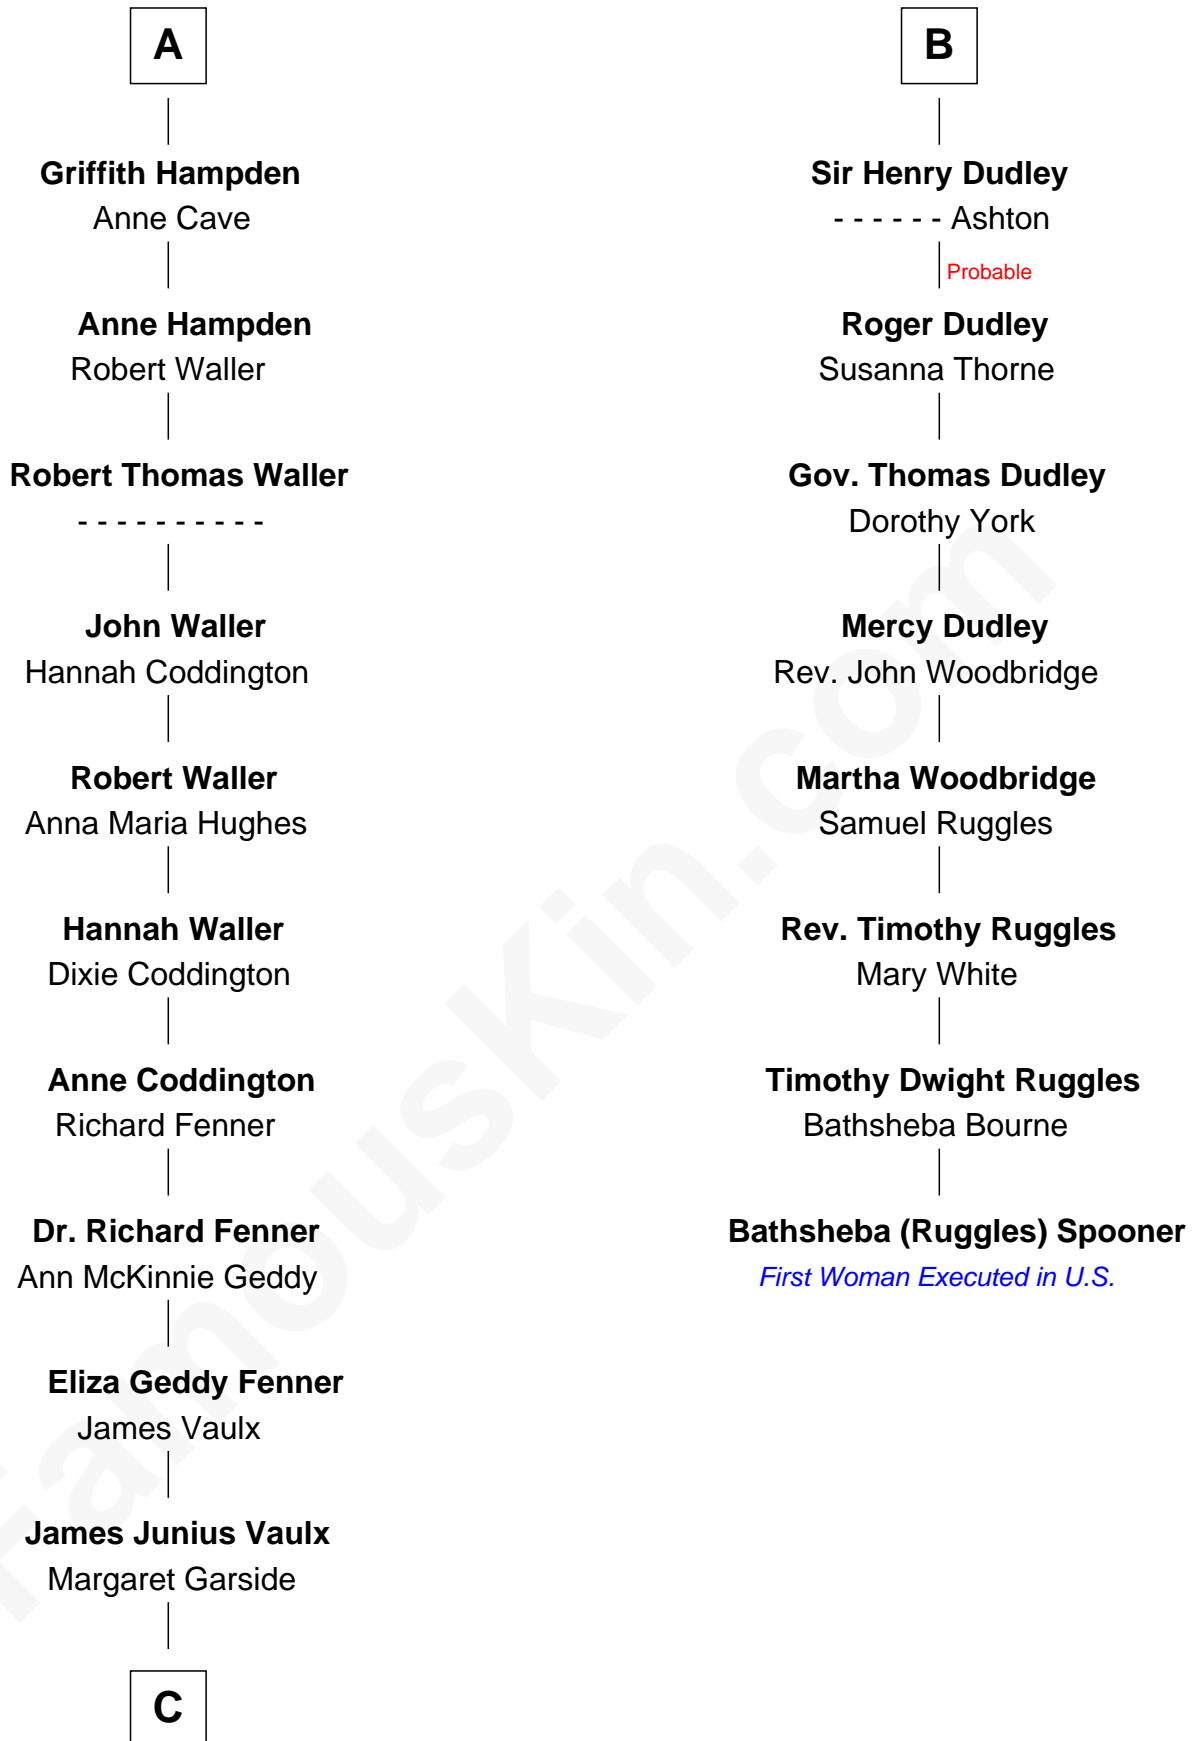 A
Griffith Hampden
Anne Cave
Anne Hampden
Robert Waller
Robert Thomas Waller
- - - - - - - - - -
John Waller
Hannah Coddington
Robert Waller
Anna Maria Hughes
Hannah Waller
Dixie Coddington
Anne Coddington
Richard Fenner
Dr. Richard Fenner
Ann McKinnie Geddy
Eliza Geddy Fenner
James Vaulx
James Junius Vaulx
Margaret Garside
C
B
Sir Henry Dudley
- - - - - - Ashton
Probable
Roger Dudley
Susanna Thorne
Gov. Thomas Dudley
Dorothy York
Mercy Dudley
Rev. John Woodbridge
Martha Woodbridge
Samuel Ruggles
Rev. Timothy Ruggles
Mary White
Timothy Dwight Ruggles
Bathsheba Bourne
Bathsheba (Ruggles) Spooner
First Woman Executed in U.S.
FamousKin.com